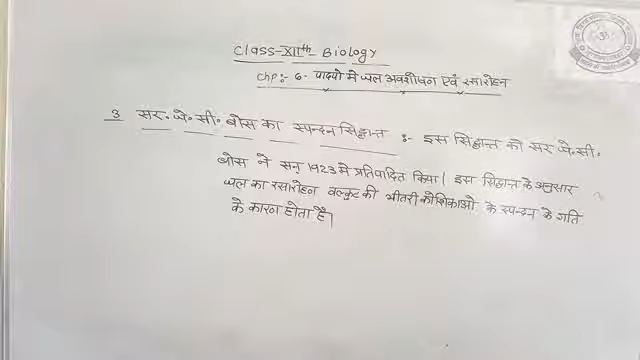 Class-XIIth Biology
Chp:- 6- पादपो मे जल अवशोषण एवं रसारोहन
3 सर. जे. सी. बोस का स्पन्दन सिद्धान्त :- इस सिद्धान्त को सर जे. सी.
बोस ने सन् 1923 मे प्रतिपादित किया। इस सिद्धान्त के अनुसार
जल का रसारोहन वल्कुट की भीतरी कोशिकाओ के स्पन्दन के गति
के कारण होता है।